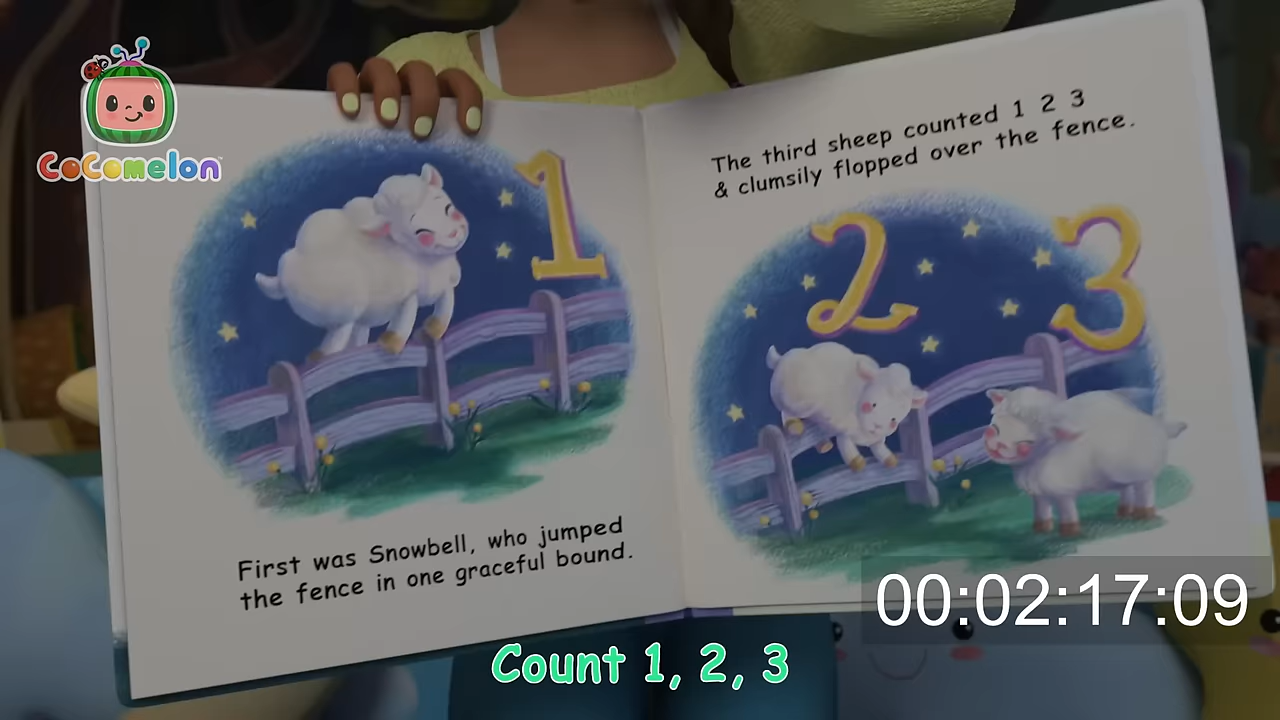 CoComelon
The third sheep counted 1 2 3
& clumsily flopped over the fence.
1
2
3
First was Snowbell, who jumped
the fence in one graceful bound.
00:02:17:09
Count 1, 2, 3